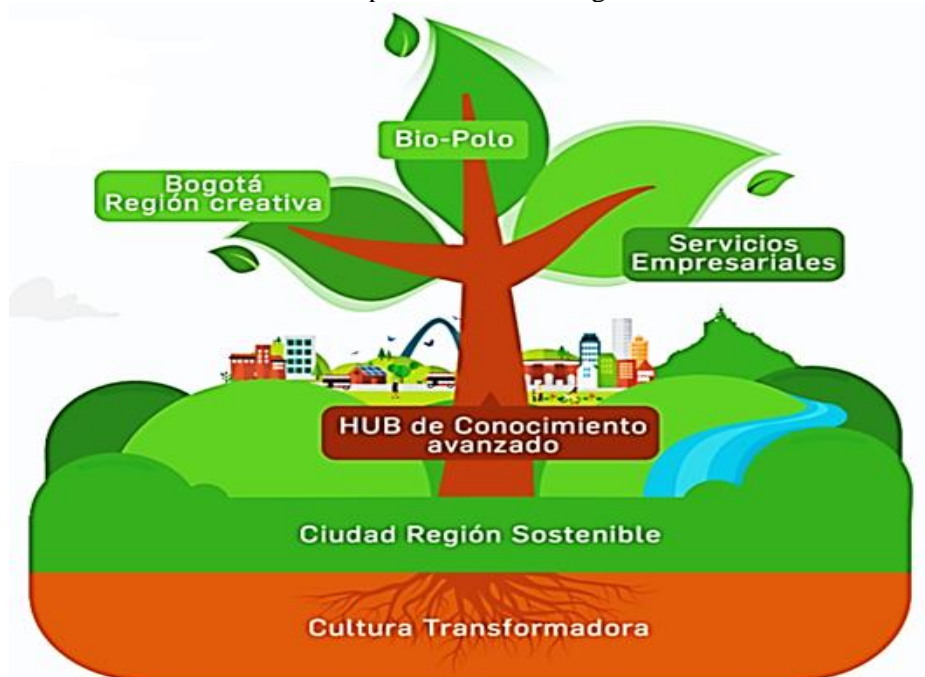 Bio-Polo
Bogotá
Región creativa
Servicios
Empresariales
HUB de Conocimiento
avanzado
Ciudad Región Sostenible
Cultura Transformadora